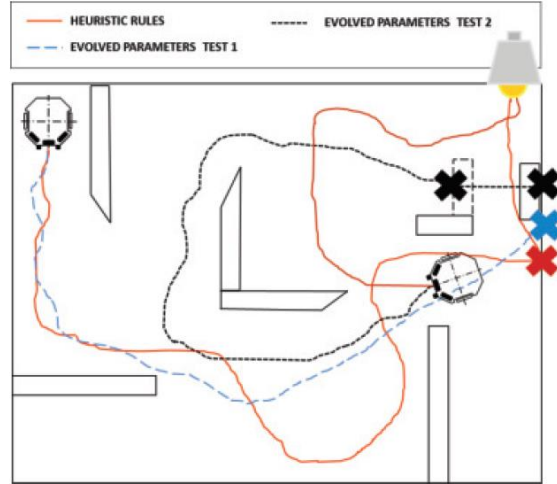 HEURISTIC RULES
EVOLVED PARAMETERS TEST 2
EVOLVED PARAMETERS TEST 1